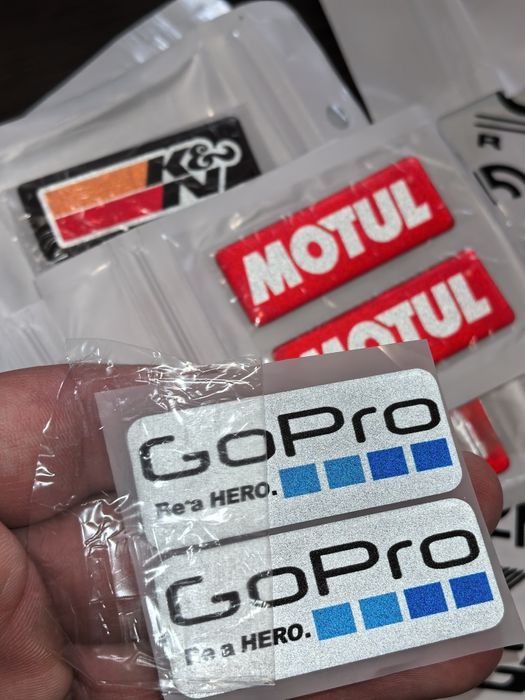 K&N
MOTUL
MOTUL
GoPro
Be a HERO.
GoPro
Be a HERO.
R